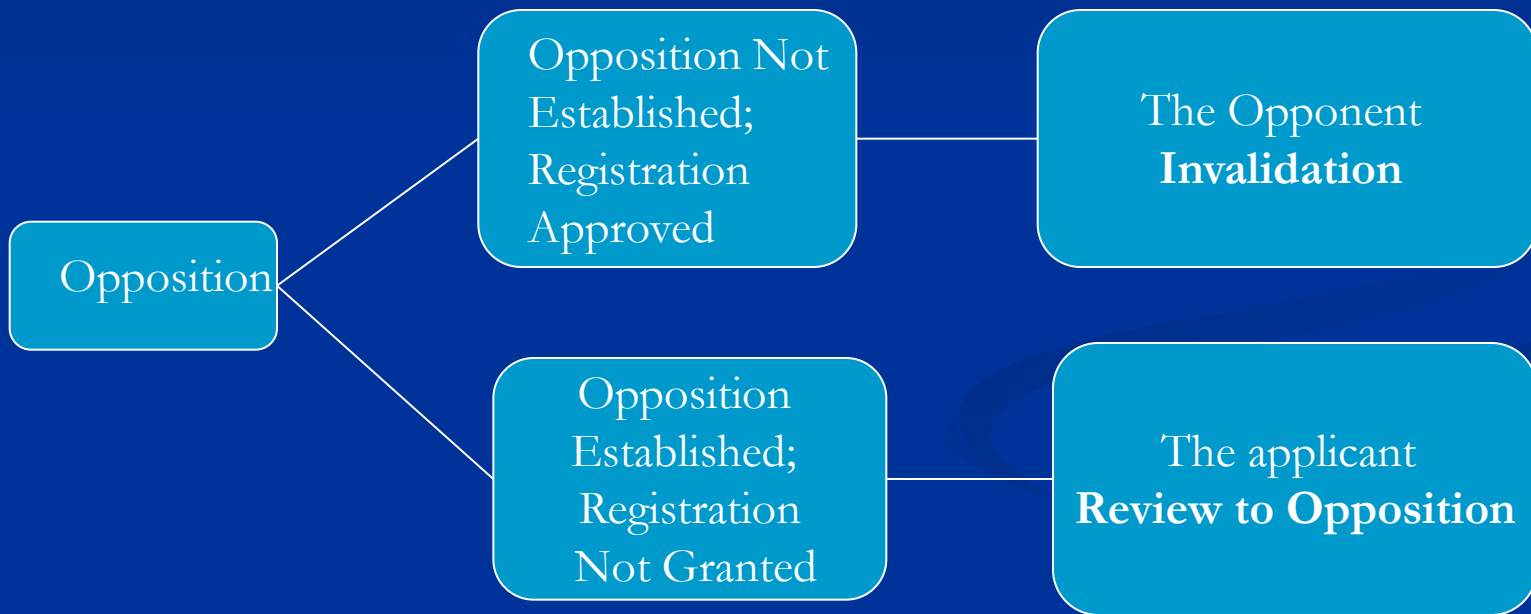 Opposition
Opposition Not
Established;
Registration
Approved
The Opponent
Invalidation
Opposition
Established;
Registration
Not Granted
The applicant
Review to Opposition